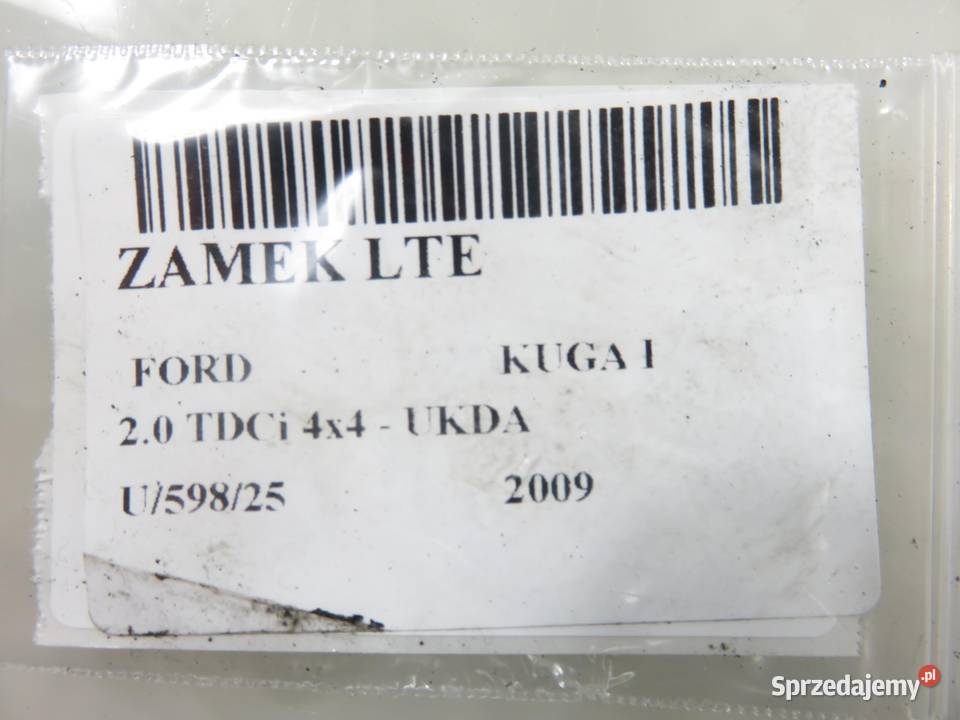 ZAMEK LTE
FORD KUGA I
2.0 TDCi 4x4 - UKDA
U/598/25 2009
Sprzedajemy.pl